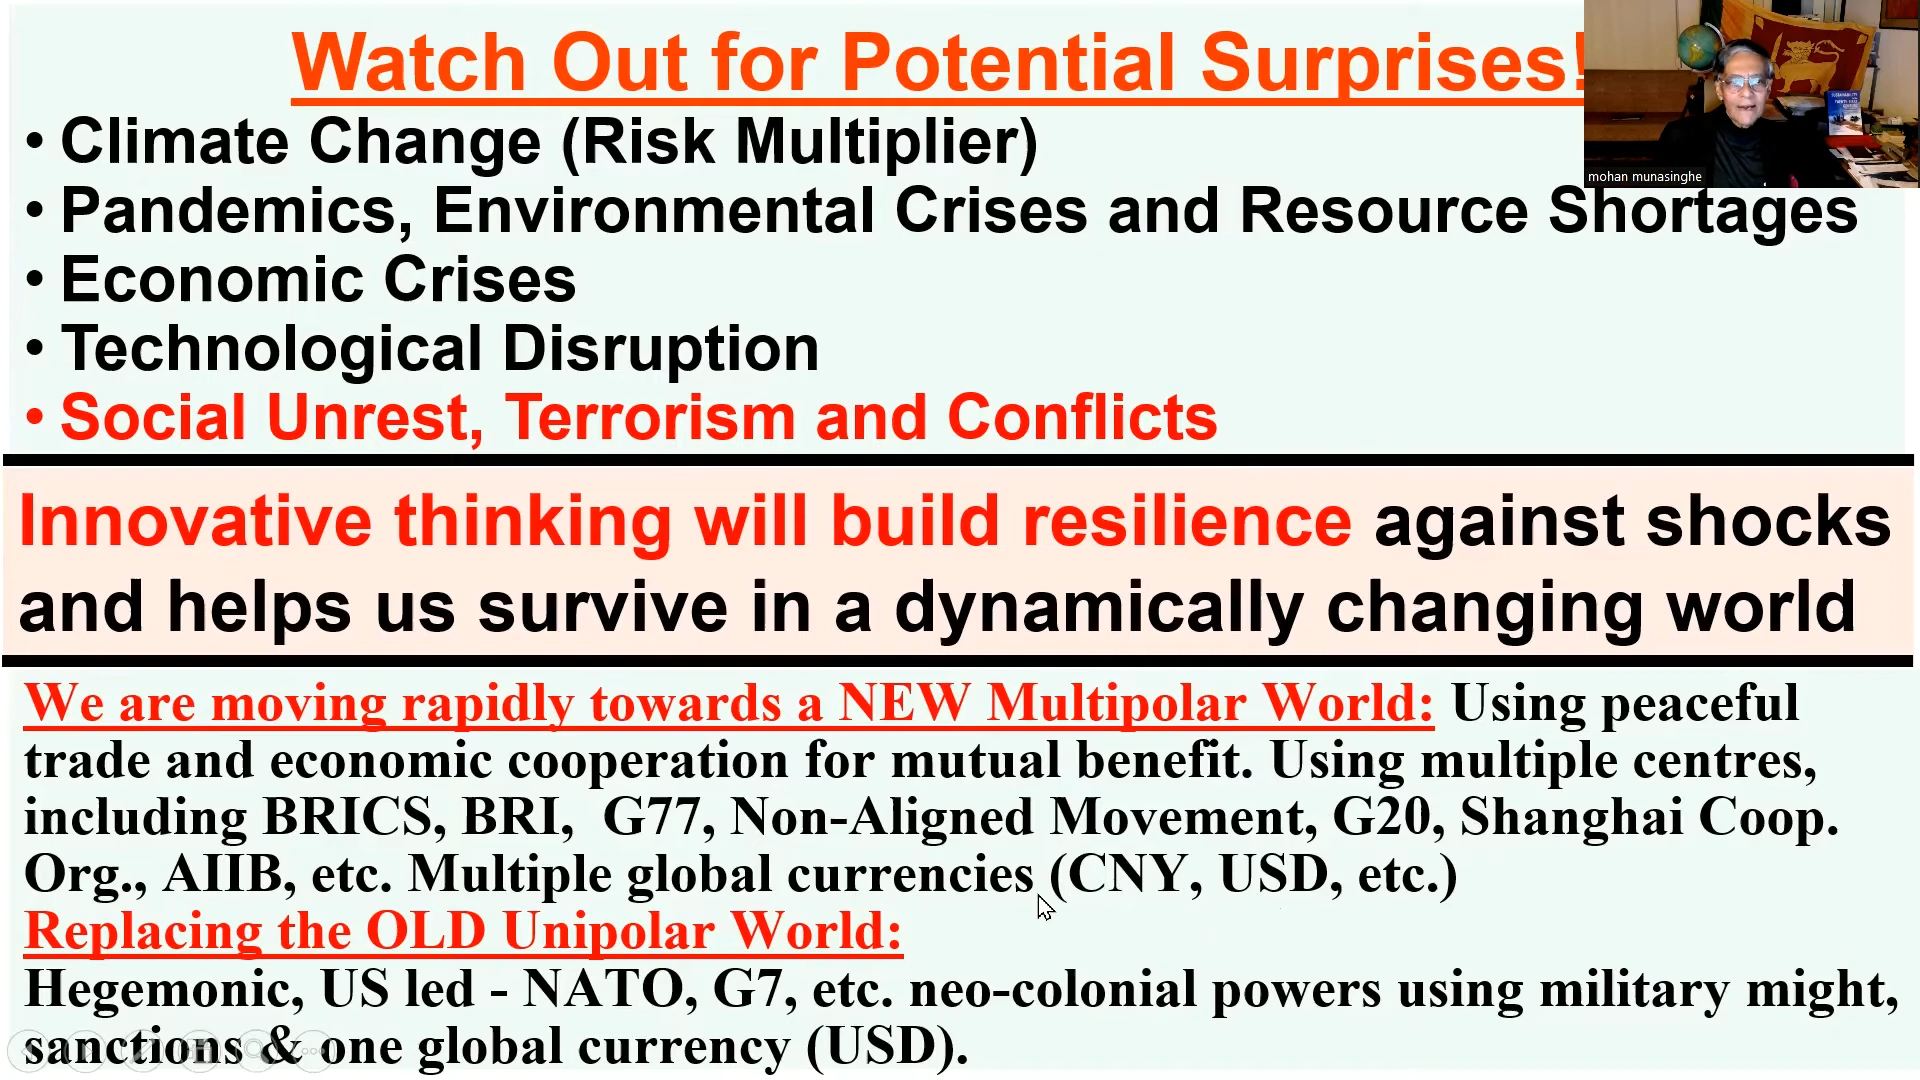 Watch Out for Potential Surprises!
mohan munasinghe
• Climate Change (Risk Multiplier)
• Pandemics, Environmental Crises and Resource Shortages
• Economic Crises
• Technological Disruption
• Social Unrest, Terrorism and Conflicts
Innovative thinking will build resilience against shocks
and helps us survive in a dynamically changing world
We are moving rapidly towards a NEW Multipolar World: Using peaceful
trade and economic cooperation for mutual benefit. Using multiple centres,
including BRICS, BRI, G77, Non-Aligned Movement, G20, Shanghai Coop.
Org., AIIB, etc. Multiple global currencies (CNY, USD, etc.)
Replacing the OLD Unipolar World:
Hegemonic, US led - NATO, G7, etc. neo-colonial powers using military might,
sanctions & one global currency (USD).